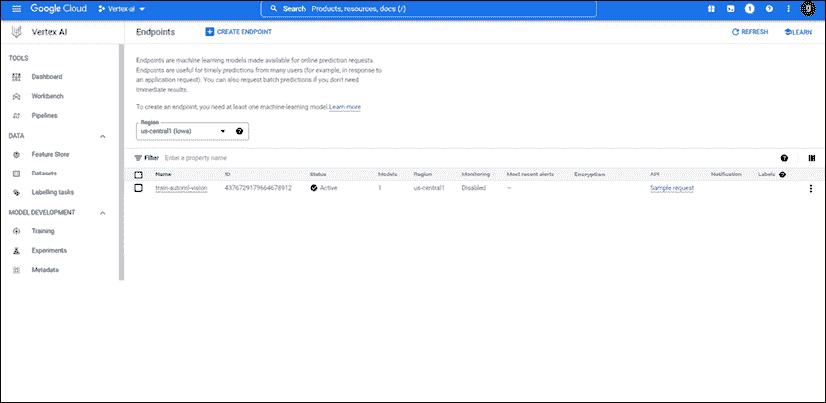 Google Cloud
Vertex ai
Search Products, resources, docs (/)
1
Vertex AI
Endpoints
CREATE ENDPOINT
REFRESH
LEARN
TOOLS
Dashboard
Workbench
Pipelines
DATA
Feature Store
Datasets
Labelling tasks
MODEL DEVELOPMENT
Training
Experiments
Metadata
Endpoints are machine learning models made available for online prediction requests.
Endpoints are useful for timely predictions from many users (for example, in response to
an application request). You can also request batch predictions if you don't need
immediate results.
To create an endpoint, you need at least one machine-learning model. Learn more
Region
us-central1 (Iowa)
Filter Enter a property name
Name ID Status Models Region Monitoring Most recent alerts Encryption API Notification Labels
train-automl-vision 4376729179664678912 Active 1 us-central1 Disabled — Sample request